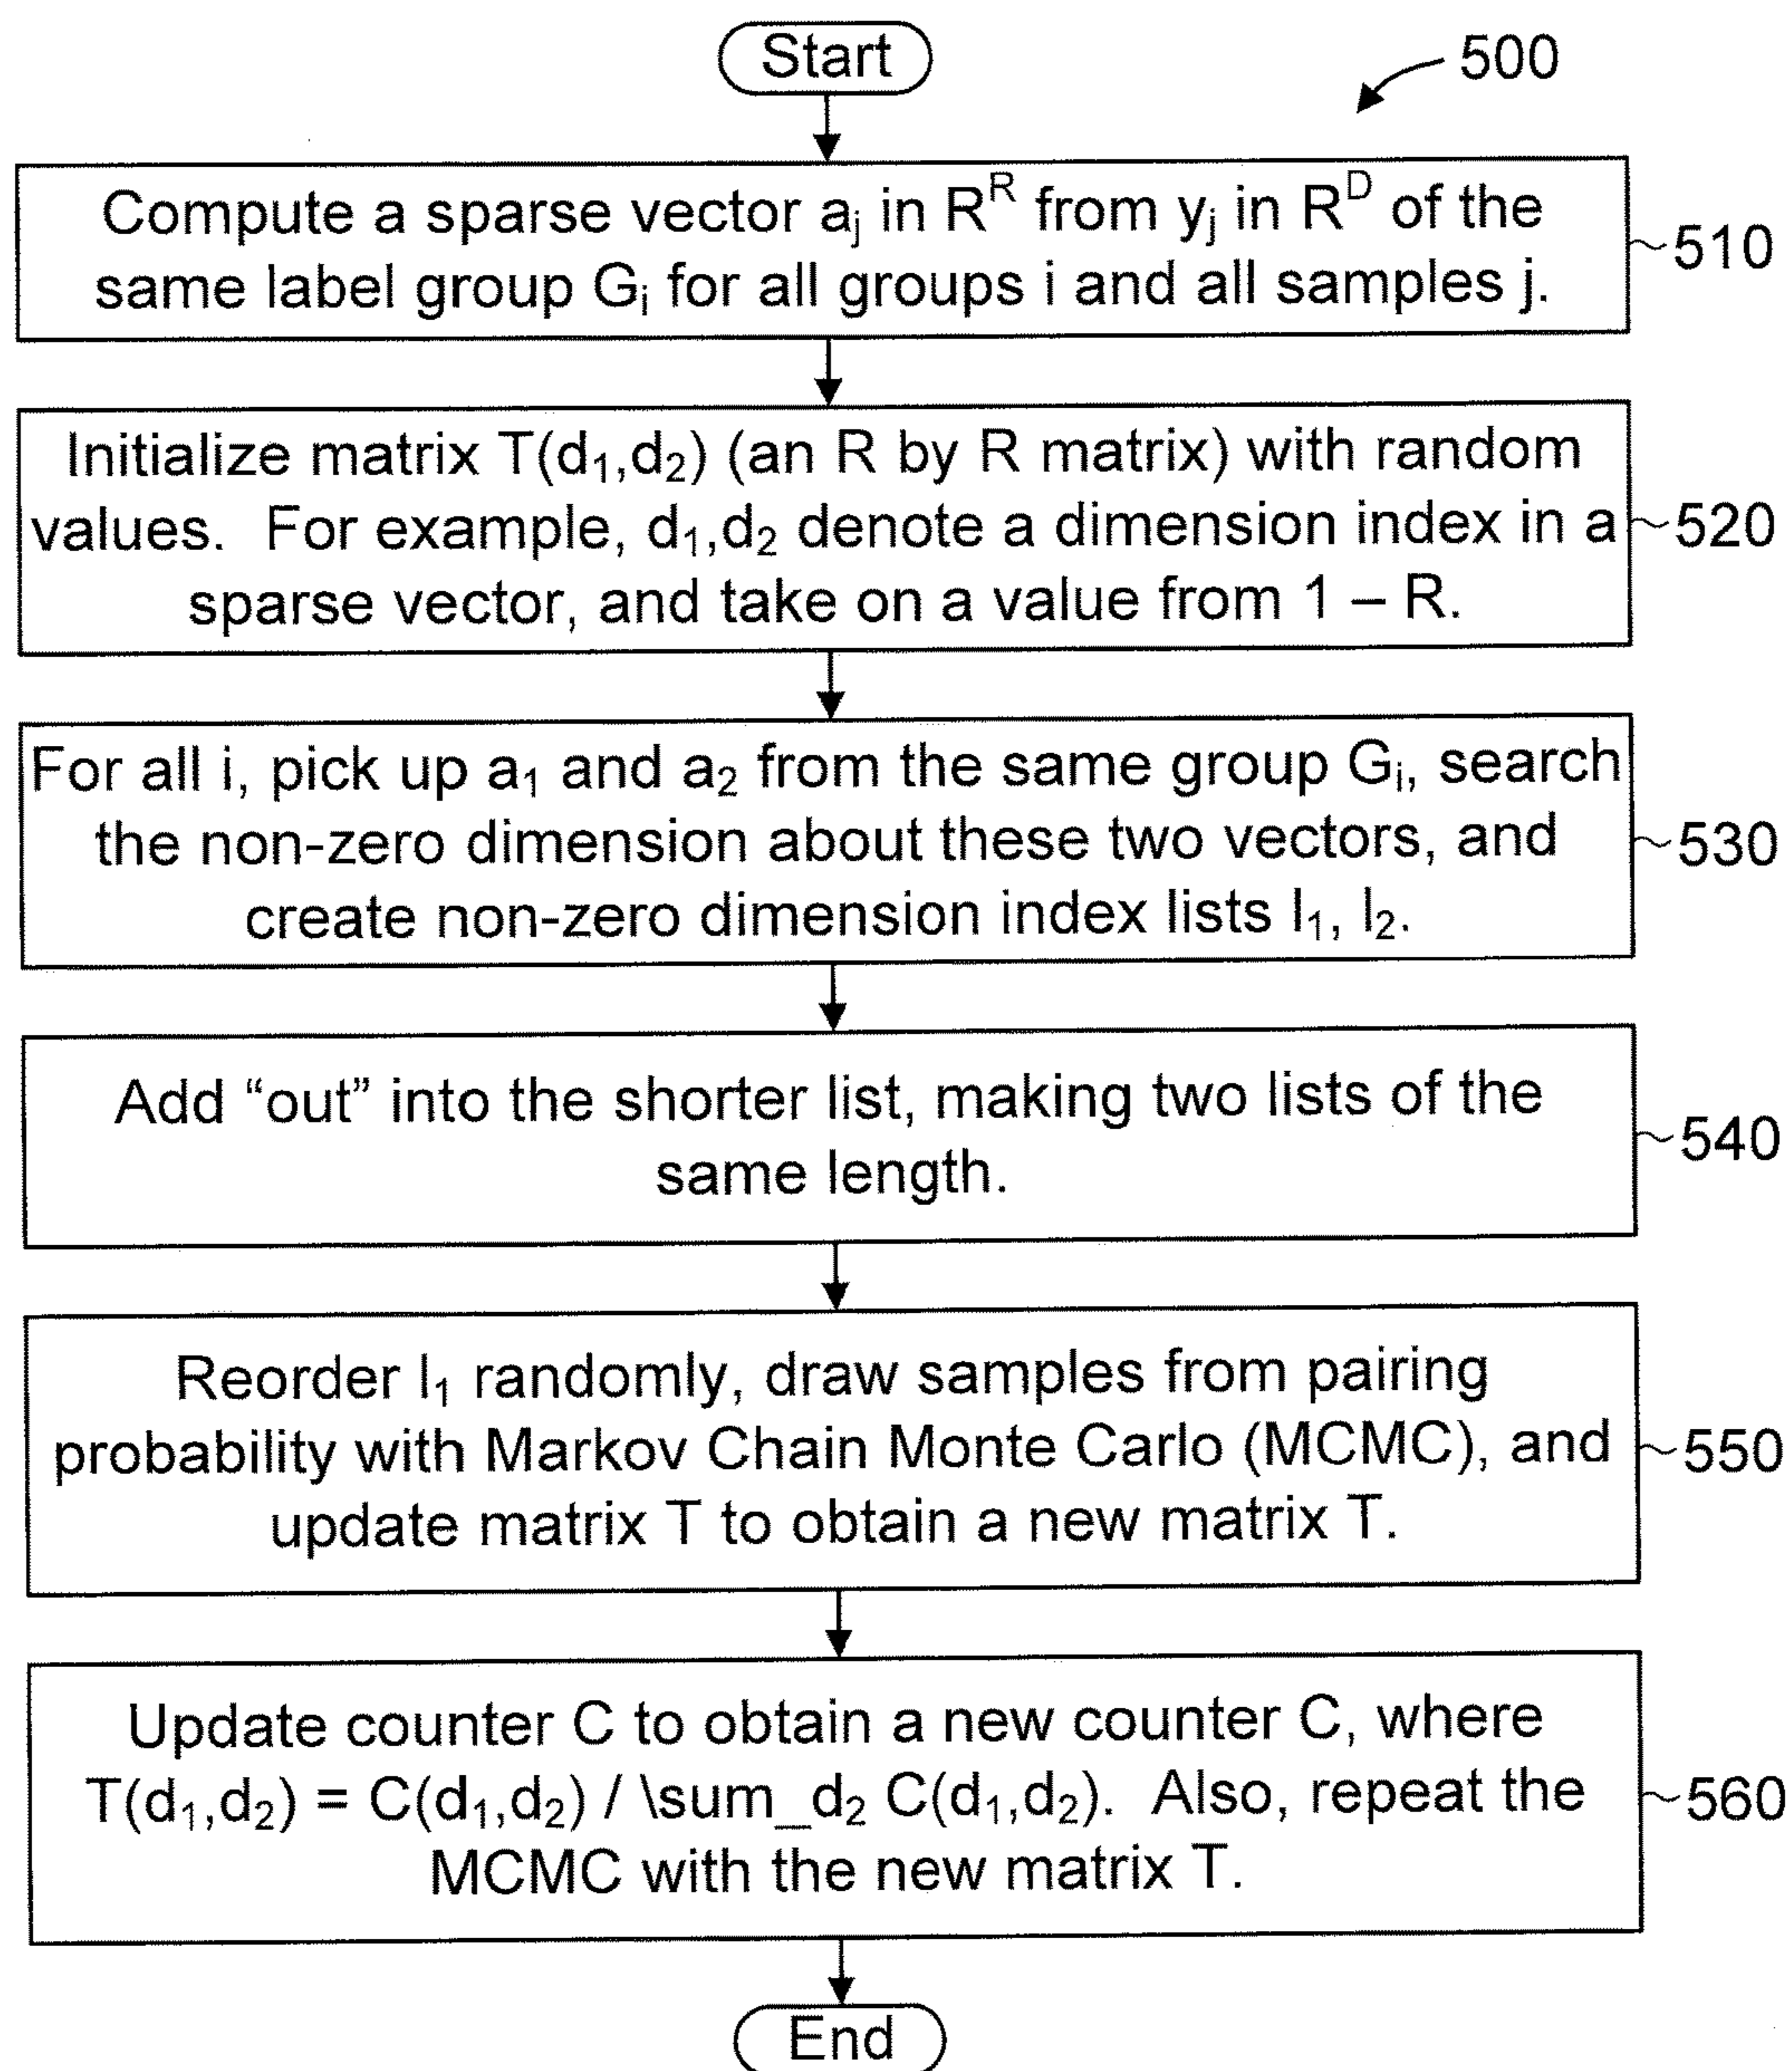 Start
500
Compute a sparse vector aⱼ in Rᴿ from yⱼ in Rᴰ of the
same label group Gᵢ for all groups i and all samples j.
510
Initialize matrix T(d₁,d₂) (an R by R matrix) with random
values. For example, d₁,d₂ denote a dimension index in a
sparse vector, and take on a value from 1 – R.
520
For all i, pick up a₁ and a₂ from the same group Gᵢ, search
the non-zero dimension about these two vectors, and
create non-zero dimension index lists l₁, l₂.
530
Add “out” into the shorter list, making two lists of the
same length.
540
Reorder l₁ randomly, draw samples from pairing
probability with Markov Chain Monte Carlo (MCMC), and
update matrix T to obtain a new matrix T.
550
Update counter C to obtain a new counter C, where
T(d₁,d₂) = C(d₁,d₂) / \sum_d₂ C(d₁,d₂). Also, repeat the
MCMC with the new matrix T.
560
End